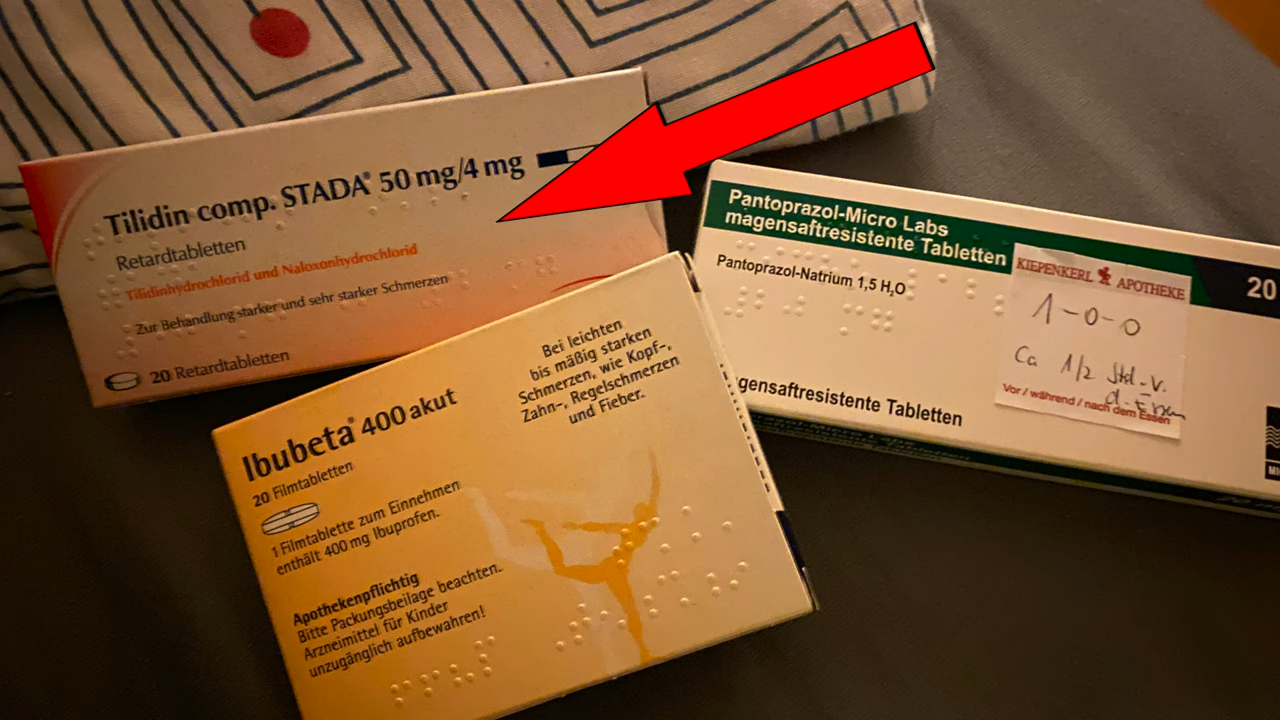 Tilidin comp. STADA® 50 mg/4 mg
Retardtabletten
Tilidinhydrochlorid und Naloxonhydrochlorid
Zur Behandlung starker und sehr starker Schmerzen
20 Retardtabletten
Pantoprazol-Micro Labs
magensaftresistente Tabletten
Pantoprazol-Natrium 1,5 H₂O
20
KIEPENKERL APOTHEKE
1-0-0
Ca 1/2 Std. v.
d. Essen
Vor / während / nach dem Essen
gensaftresistente Tabletten
Ibubeta® 400 akut
20 Filmtabletten
Bei leichten
bis mäßig starken
Schmerzen, wie Kopf-,
Zahn-, Regelschmerzen
und Fieber.
1 Filmtablette zum Einnehmen
enthält 400 mg Ibuprofen.
Apothekenpflichtig
Bitte Packungsbeilage beachten.
Arzneimittel für Kinder
unzugänglich aufbewahren!